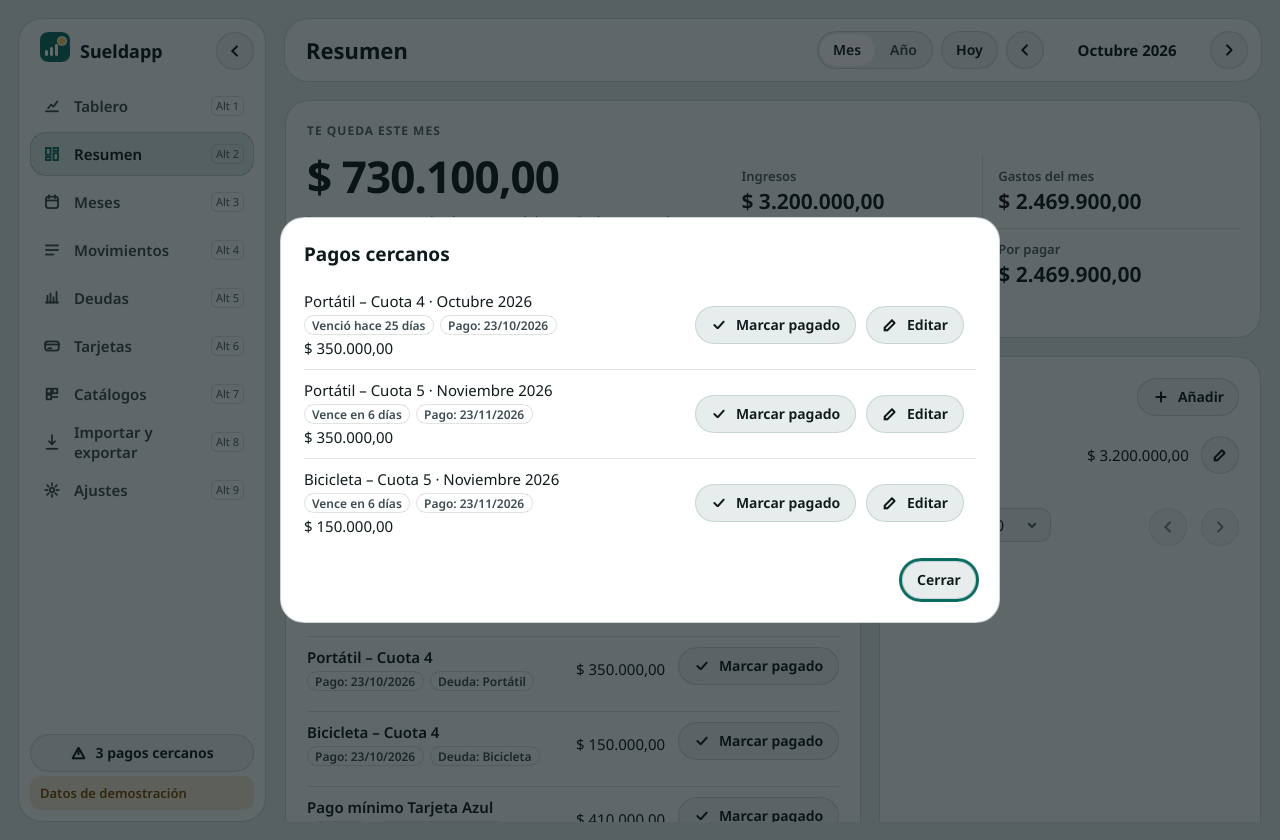 Sueldapp
Tablero Alt 1
Resumen Alt 2
Meses Alt 3
Movimientos Alt 4
Deudas Alt 5
Tarjetas Alt 6
Catálogos Alt 7
Importar y
exportar Alt 8
Ajustes Alt 9
3 pagos cercanos
Datos de demostración
Resumen
Mes Año Hoy Octubre 2026
TE QUEDA ESTE MES
$ 730.100,00
Ingresos
$ 3.200.000,00
Gastos del mes
$ 2.469.900,00
Por pagar
$ 2.469.900,00
Pagos cercanos
Portátil – Cuota 4 · Octubre 2026
Venció hace 25 días Pago: 23/10/2026
$ 350.000,00
Marcar pagado Editar
Portátil – Cuota 5 · Noviembre 2026
Vence en 6 días Pago: 23/11/2026
$ 350.000,00
Marcar pagado Editar
Bicicleta – Cuota 5 · Noviembre 2026
Vence en 6 días Pago: 23/11/2026
$ 150.000,00
Marcar pagado Editar
Cerrar
Añadir
$ 3.200.000,00
Portátil – Cuota 4
Pago: 23/10/2026 Deuda: Portátil
$ 350.000,00 Marcar pagado
Bicicleta – Cuota 4
Pago: 23/10/2026 Deuda: Bicicleta
$ 150.000,00 Marcar pagado
Pago mínimo Tarjeta Azul
$ 410.000,00 Marcar pagado